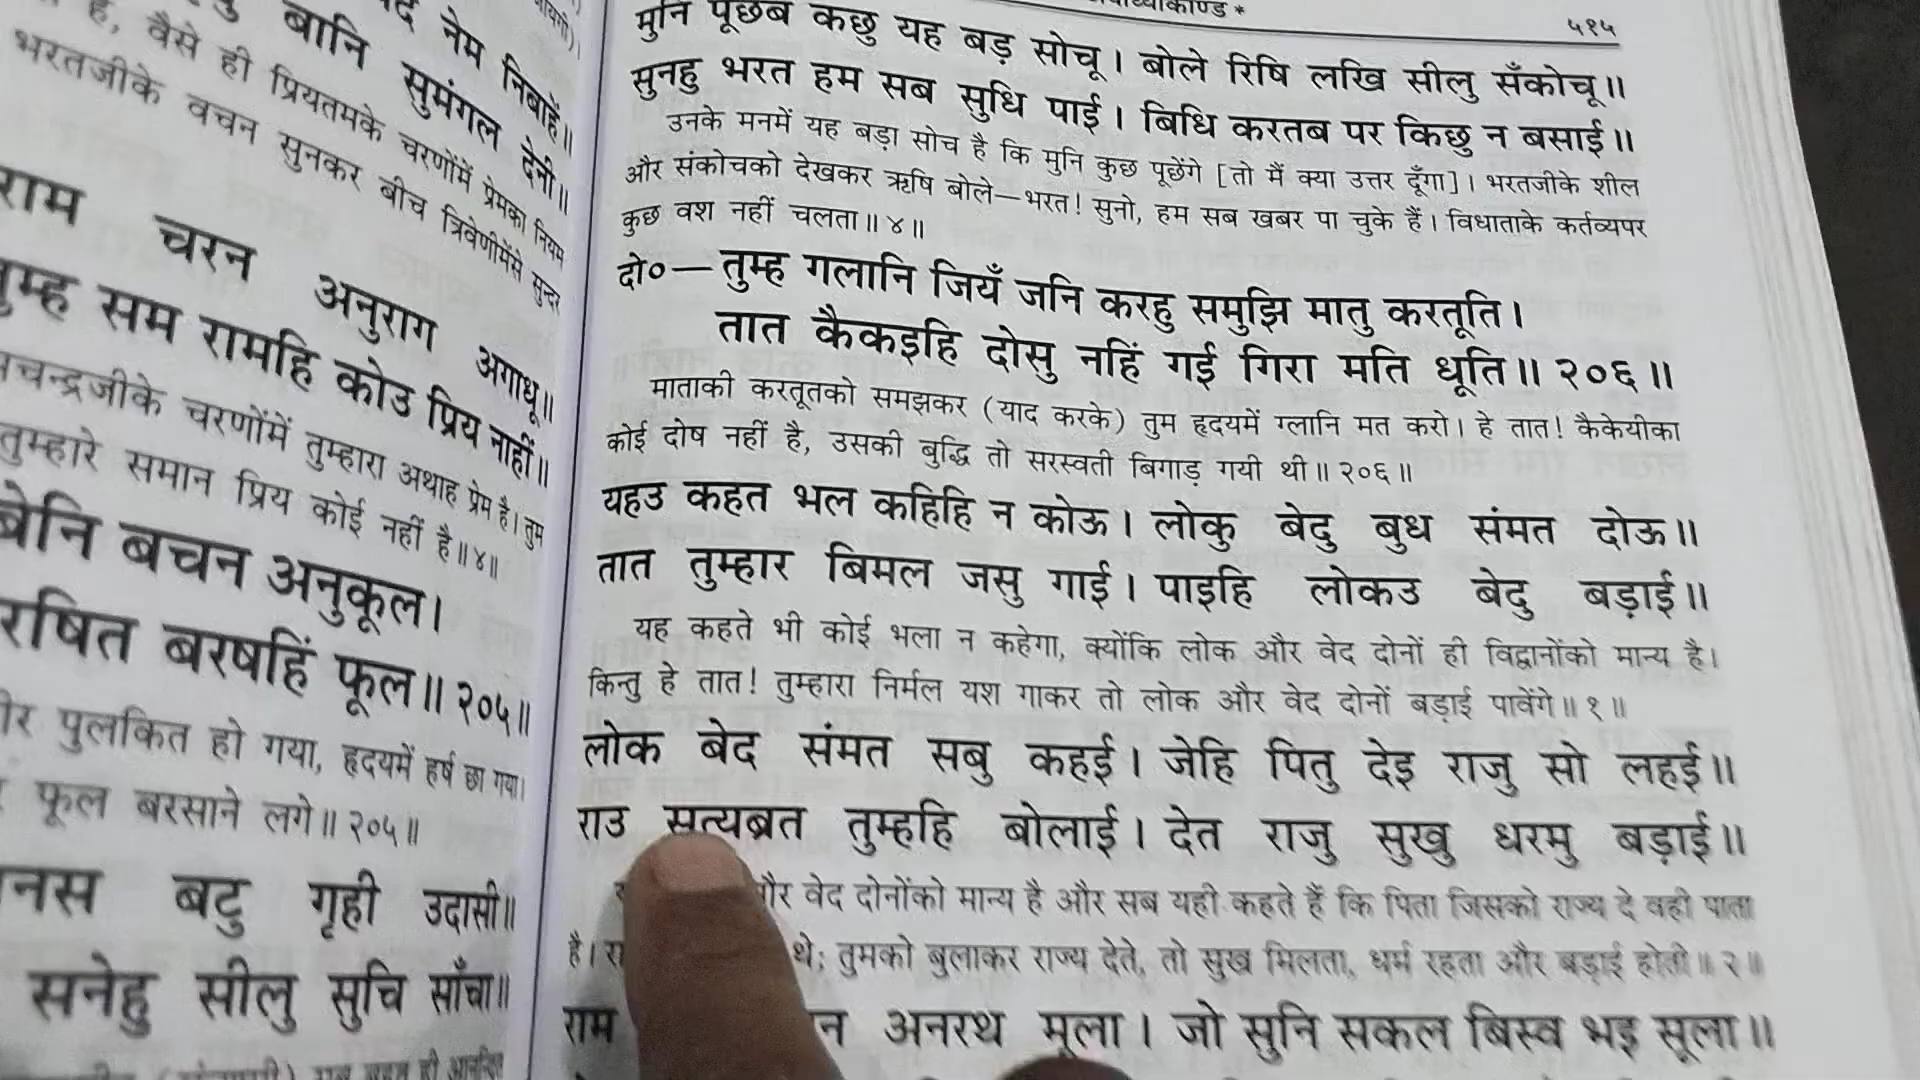 नेम निबाहें॥
बानि सुमंगल देनी॥
है, वैसे ही प्रियतमके चरणोंमें प्रेमका नियम
भरतजीके वचन सुनकर बीच त्रिवेणीमेंसे सुन्दर
राम चरन अनुराग अगाधू॥
तुम्ह सम रामहि कोउ प्रिय नाहीं॥
चन्द्रजीके चरणोंमें तुम्हारा अथाह प्रेम है। तुम
तुम्हारे समान प्रिय कोई नहीं है॥४॥
बेनि बचन अनुकूल।
रषित बरषहिं फूल॥२०५॥
पुलकित हो गया, हृदयमें हर्ष छा गया।
फूल बरसाने लगे॥२०५॥
नस बटु गृही उदासी॥
सनेहु सीलु सुचि साँचा॥
५१५
मुनि पूछब कछु यह बड़ सोचू। बोले रिषि लखि सीलु सँकोचू॥
सुनहु भरत हम सब सुधि पाई। बिधि करतब पर किछु न बसाई॥
उनके मनमें यह बड़ा सोच है कि मुनि कुछ पूछेंगे [तो मैं क्या उत्तर दूँगा]। भरतजीके शील
और संकोचको देखकर ऋषि बोले—भरत! सुनो, हम सब खबर पा चुके हैं। विधाताके कर्तव्यपर
कुछ वश नहीं चलता॥४॥
दो०—तुम्ह गलानि जियँ जनि करहु समुझि मातु करतूति।
तात कैकइहि दोसु नहिं गई गिरा मति धूति॥२०६॥
माताकी करतूतको समझकर (याद करके) तुम हृदयमें ग्लानि मत करो। हे तात! कैकेयीका
कोई दोष नहीं है, उसकी बुद्धि तो सरस्वती बिगाड़ गयी थी॥२०६॥
यहउ कहत भल कहिहि न कोऊ। लोकु बेदु बुध संमत दोऊ॥
तात तुम्हार बिमल जसु गाई। पाइहि लोकउ बेदु बड़ाई॥
यह कहते भी कोई भला न कहेगा, क्योंकि लोक और वेद दोनों ही विद्वानोंको मान्य है।
किन्तु हे तात! तुम्हारा निर्मल यश गाकर तो लोक और वेद दोनों बड़ाई पावेंगे॥१॥
लोक बेद संमत सबु कहई। जेहि पितु देइ राजु सो लहई॥
राउ सत्यब्रत तुम्हहि बोलाई। देत राजु सुखु धरमु बड़ाई॥
वेद दोनोंको मान्य है और सब यही कहते हैं कि पिता जिसको राज्य दे वही पाता
है। थे; तुमको बुलाकर राज्य देते, तो सुख मिलता, धर्म रहता और बड़ाई होती॥२॥
राम न अनरथ मूला। जो सुनि सकल बिस्व भइ सूला॥